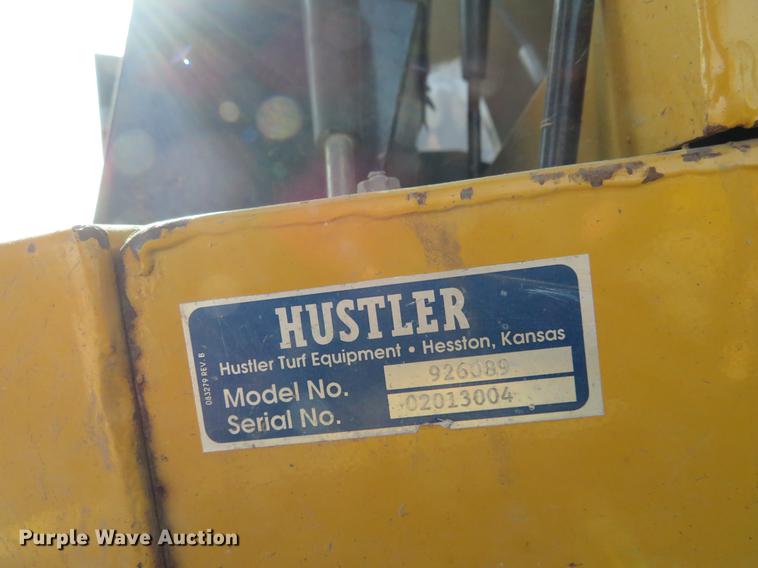 HUSTLER
Hustler Turf Equipment • Hesston, Kansas
Model No. 926089
Serial No. 02013004
083279 REV. B
Purple Wave Auction